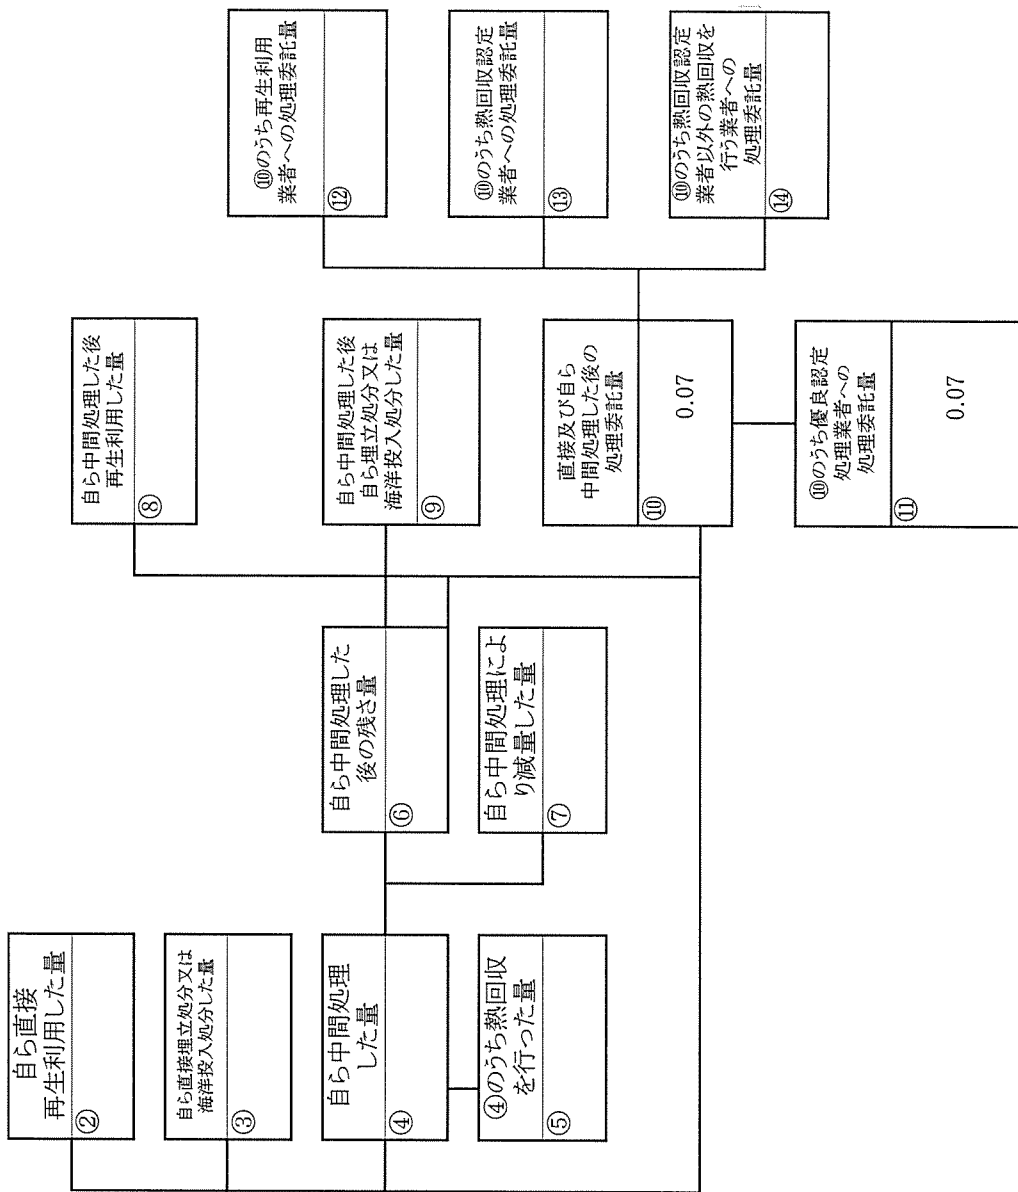 自ら直接
再生利用した量
②
自ら直接埋立処分又は
海洋投入処分した量
③
自ら中間処理
した量
④
④のうち熱回収
を行った量
⑤
自ら中間処理した
後の残さ量
⑥
自ら中間処理によ
り減量した量
⑦
自ら中間処理した後
再生利用した量
⑧
自ら中間処理した後
自ら埋立処分又は
海洋投入処分した量
⑨
直接及び自ら
中間処理した後の
処理委託量
⑩
0.07
⑩のうち優良認定
処理業者への
処理委託量
⑪
0.07
⑩のうち再生利用
業者への処理委託量
⑫
⑩のうち熱回収認定
業者への処理委託量
⑬
⑩のうち熱回収認定
業者以外の熱回収を
行う業者への
処理委託量
⑭